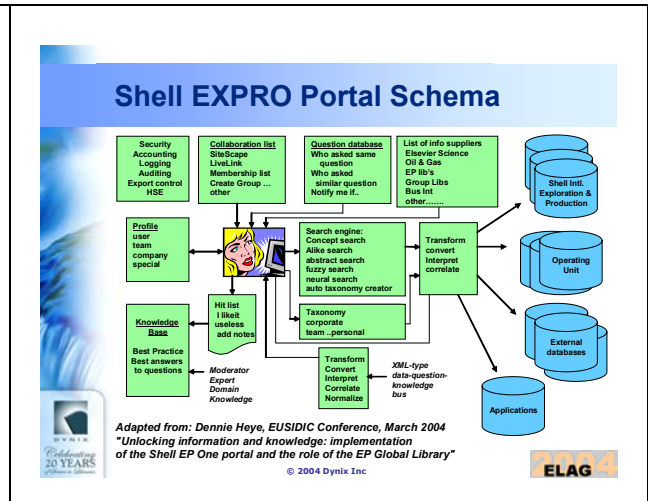 Shell EXPRO Portal Schema
Security
Accounting
Logging
Auditing
Export control
HSE
Collaboration list
SiteScape
LiveLink
Membership list
Create Group ...
other
Question database
Who asked same
question
Who asked
similar question
Notify me if..
List of info suppliers
Elsevier Science
Oil & Gas
EP lib's
Group Libs
Bus Int
other.......
Shell Intl.
Exploration &
Production
Profile
user
team
company
special
Search engine:
Concept search
Alike search
abstract search
fuzzy search
neural search
auto taxonomy creator
Transform
convert
Interpret
correlate
Operating
Unit
Hit list
I likeit
useless
add notes
Taxonomy
corporate
team ..personal
Knowledge
Base
Best Practice
Best answers
to questions
Moderator
Expert
Domain
Knowledge
Transform
Convert
Interpret
Correlate
Normalize
XML-type
data-question-
knowledge
bus
External
databases
Applications
Adapted from: Dennie Heye, EUSIDIC Conference, March 2004
"Unlocking information and knowledge: implementation
of the Shell EP One portal and the role of the EP Global Library"
© 2004 Dynix Inc
DYNIX
Celebrating
20 YEARS
2004
ELAG